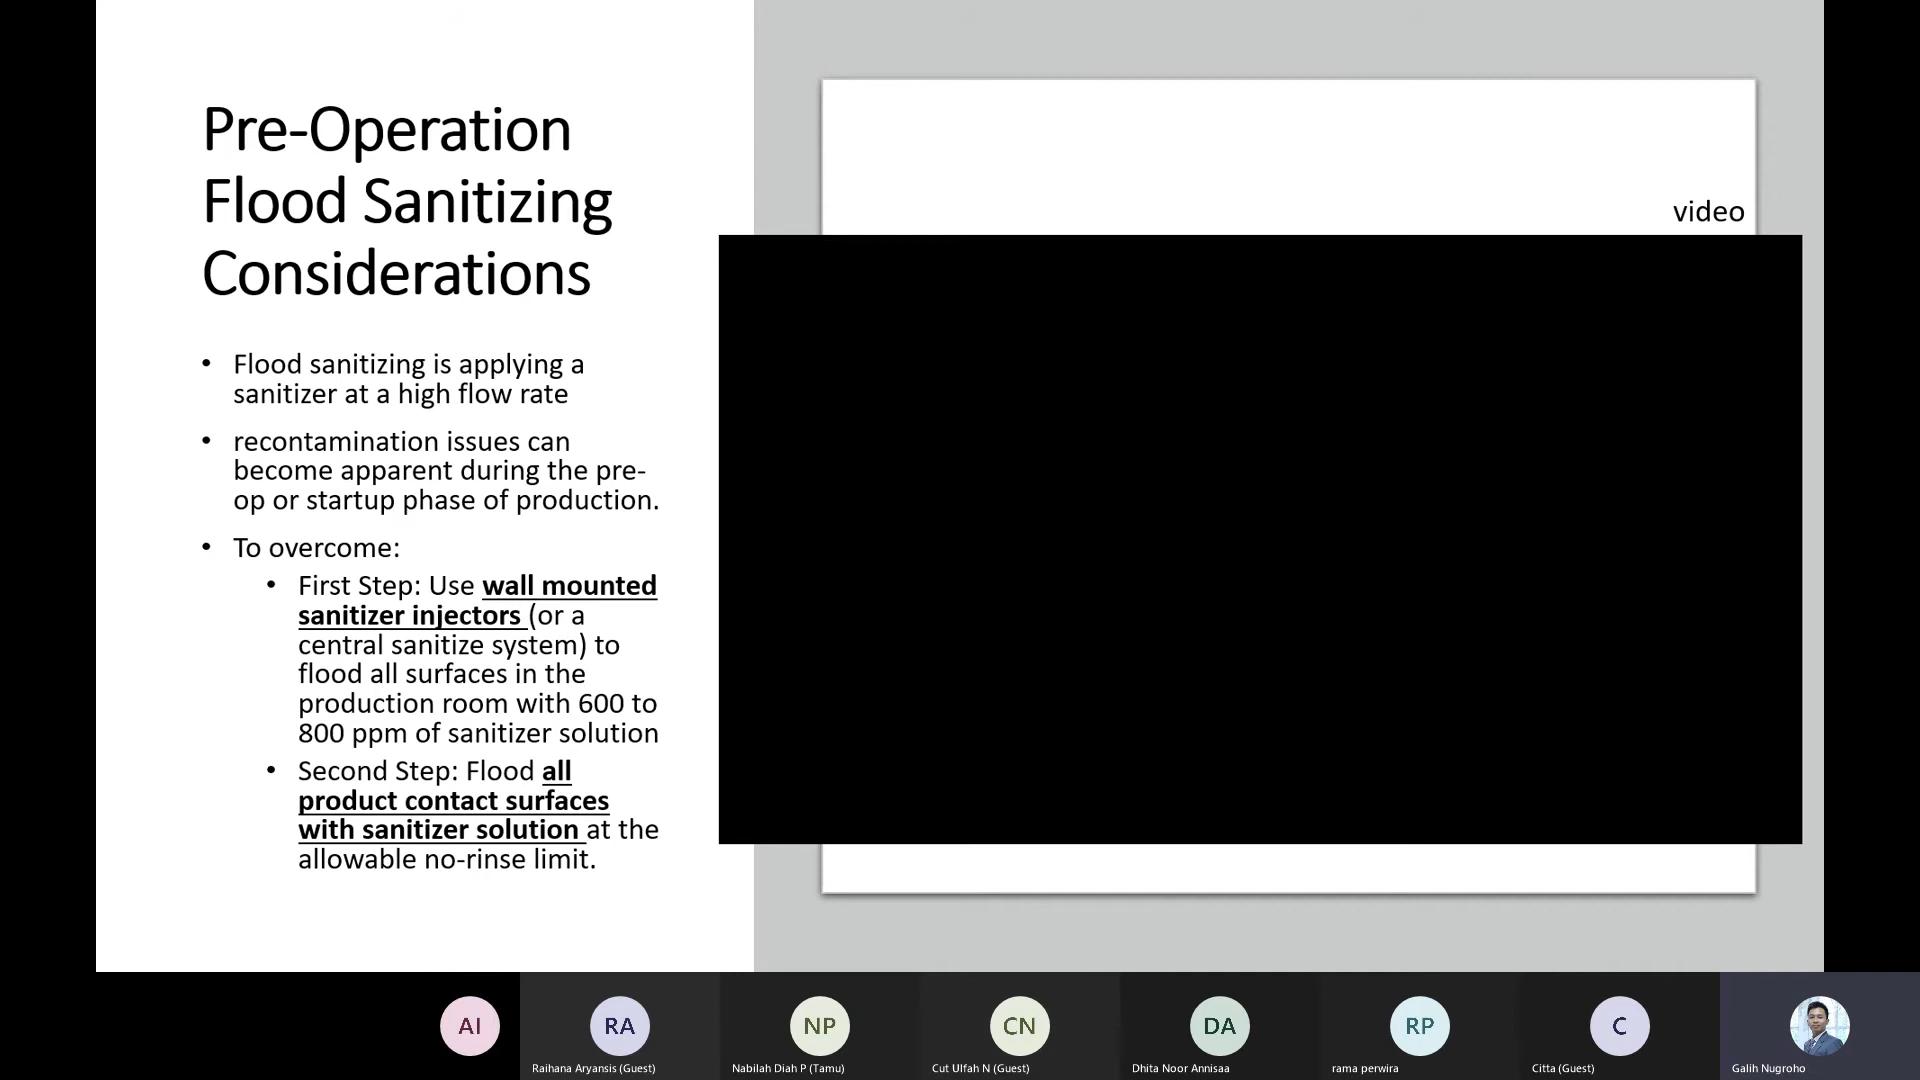 Pre-Operation
Flood Sanitizing
Considerations
• Flood sanitizing is applying a
sanitizer at a high flow rate
• recontamination issues can
become apparent during the pre-
op or startup phase of production.
• To overcome:
• First Step: Use wall mounted
sanitizer injectors (or a
central sanitize system) to
flood all surfaces in the
production room with 600 to
800 ppm of sanitizer solution
• Second Step: Flood all
product contact surfaces
with sanitizer solution at the
allowable no-rinse limit.
video
AI
RA
NP
CN
DA
RP
C
Raihana Aryansis (Guest)
Nabilah Diah P (Tamu)
Cut Ulfah N (Guest)
Dhita Noor Annisaa
rama perwira
Citta (Guest)
Galih Nugroho